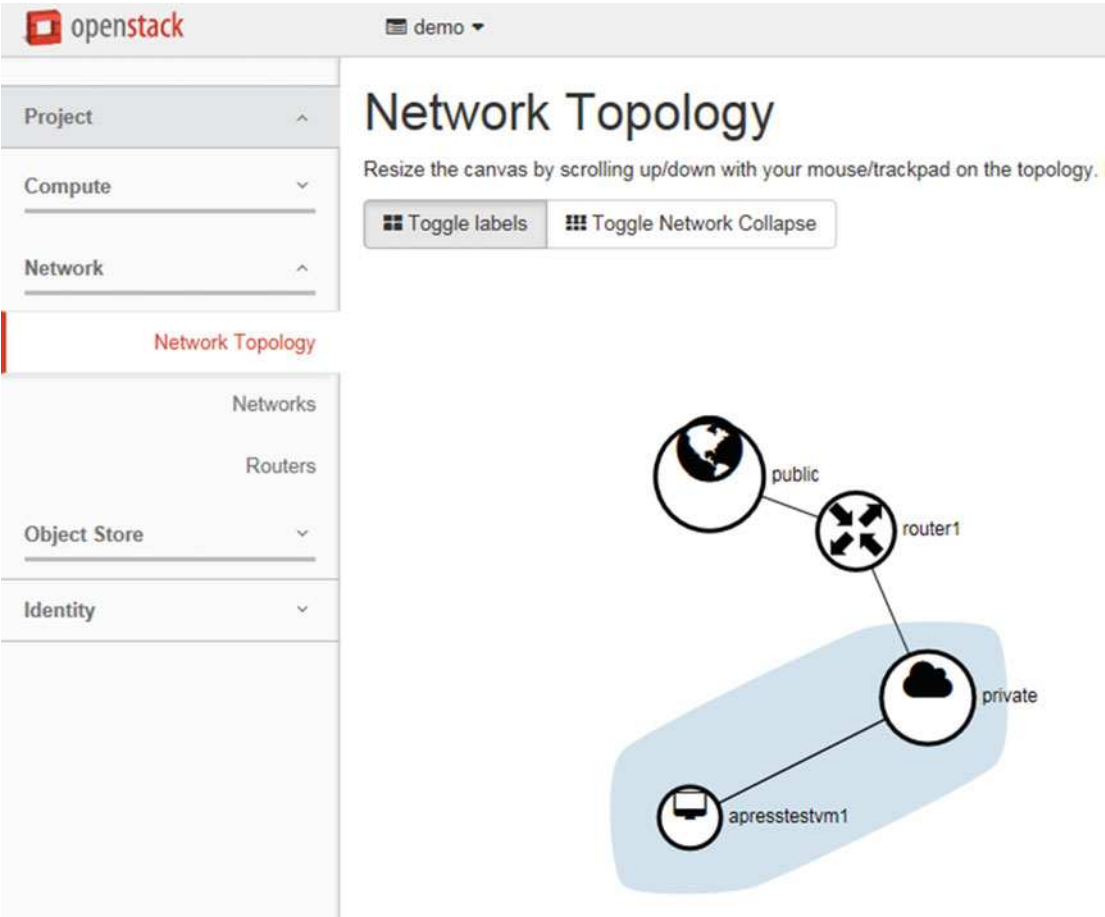 openstack
demo
Project
Compute
Network
Network Topology
Networks
Routers
Object Store
Identity
Network Topology
Resize the canvas by scrolling up/down with your mouse/trackpad on the topology.
Toggle labels
Toggle Network Collapse
public
router1
private
apresstestvm1